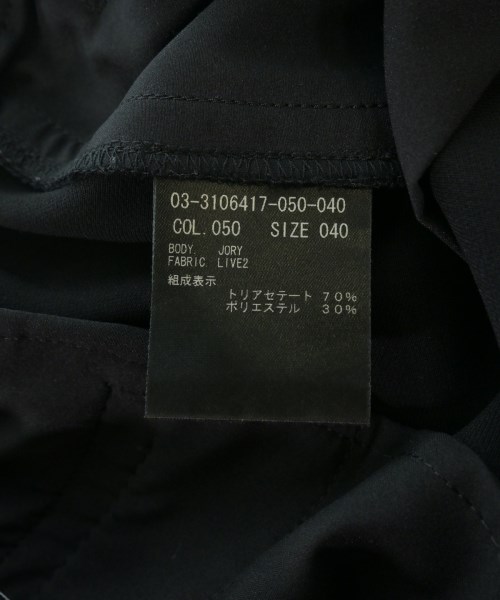 03-3106417-050-040
COL.050 SIZE 040
BODY. JORY
FABRIC LIVE2
組成表示
トリアセテート 70%
ポリエステル 30%